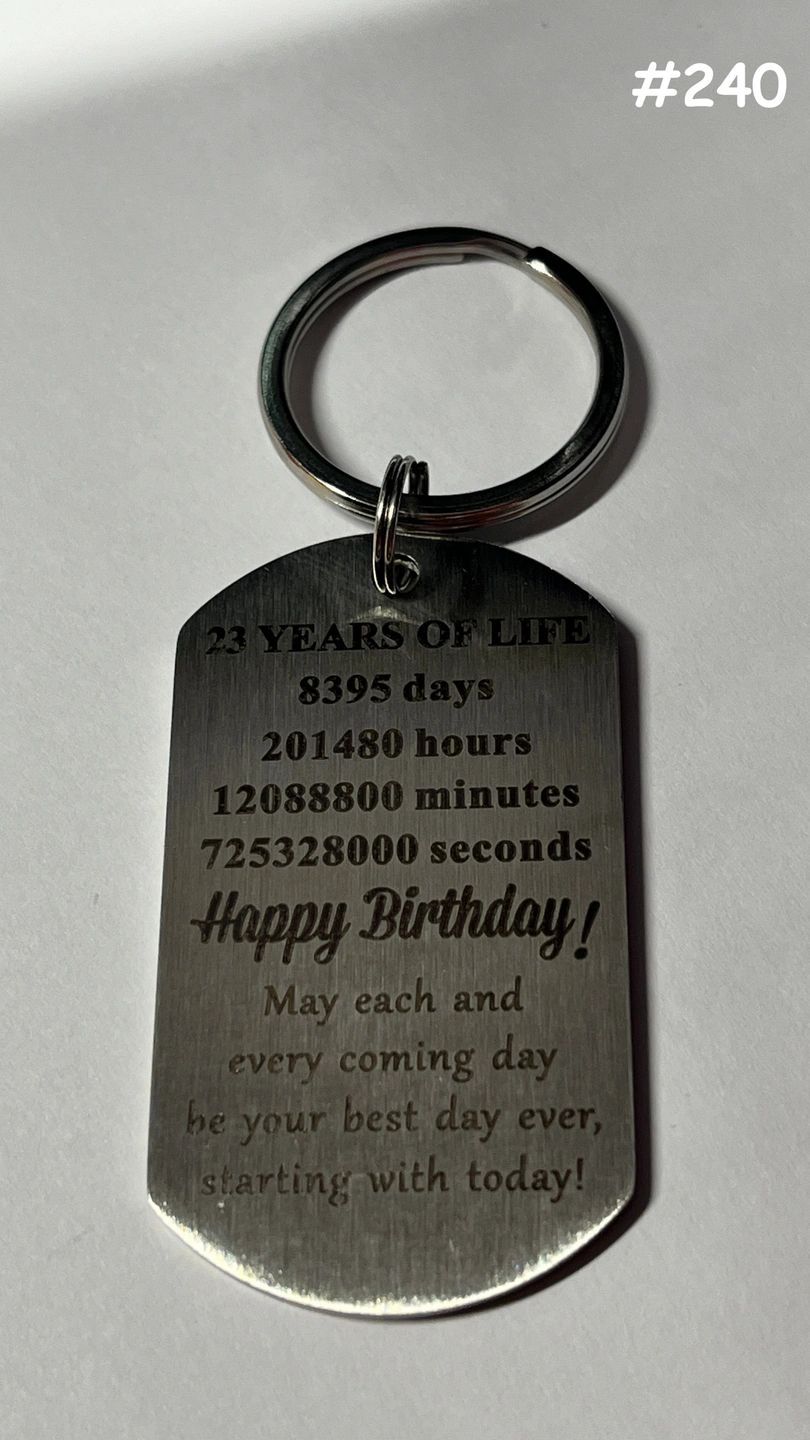 #240
23 YEARS OF LIFE
8395 days
201480 hours
12088800 minutes
725328000 seconds
Happy Birthday!
May each and
every coming day
be your best day ever,
starting with today!